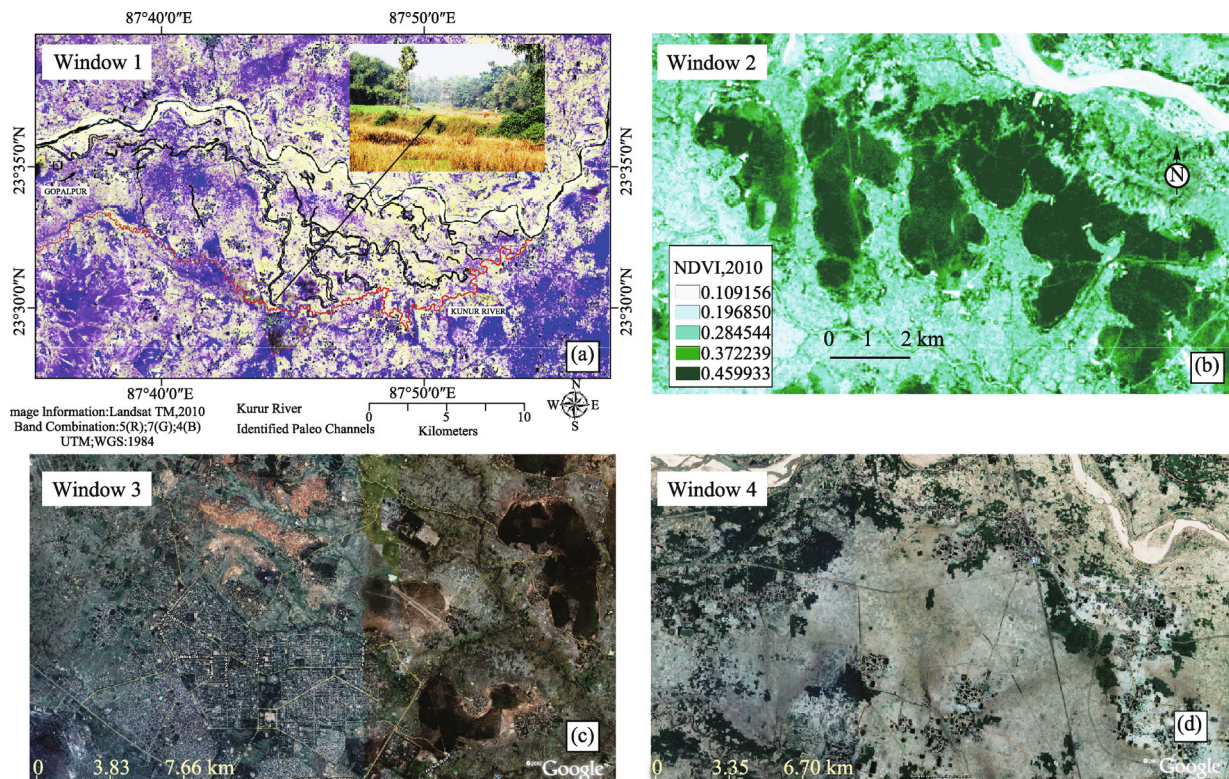 87°40′0″E
87°50′0″E
Window 1
23°35′0″N
23°30′0″N
GOPALPUR
KUNUR RIVER
(a)
23°35′0″N
23°30′0″N
87°40′0″E
87°50′0″E
mage Information:Landsat TM,2010
Band Combination:5(R);7(G);4(B)
UTM;WGS:1984
Kurur River
Identified Paleo Channels
0 5 10
Kilometers
N
W E
S
Window 2
N
NDVI,2010
0.109156
0.196850
0.284544
0.372239
0.459933
0 1 2 km
(b)
Window 3
0 3.83 7.66 km
(c)
Google
Window 4
0 3.35 6.70 km
(d)
Google